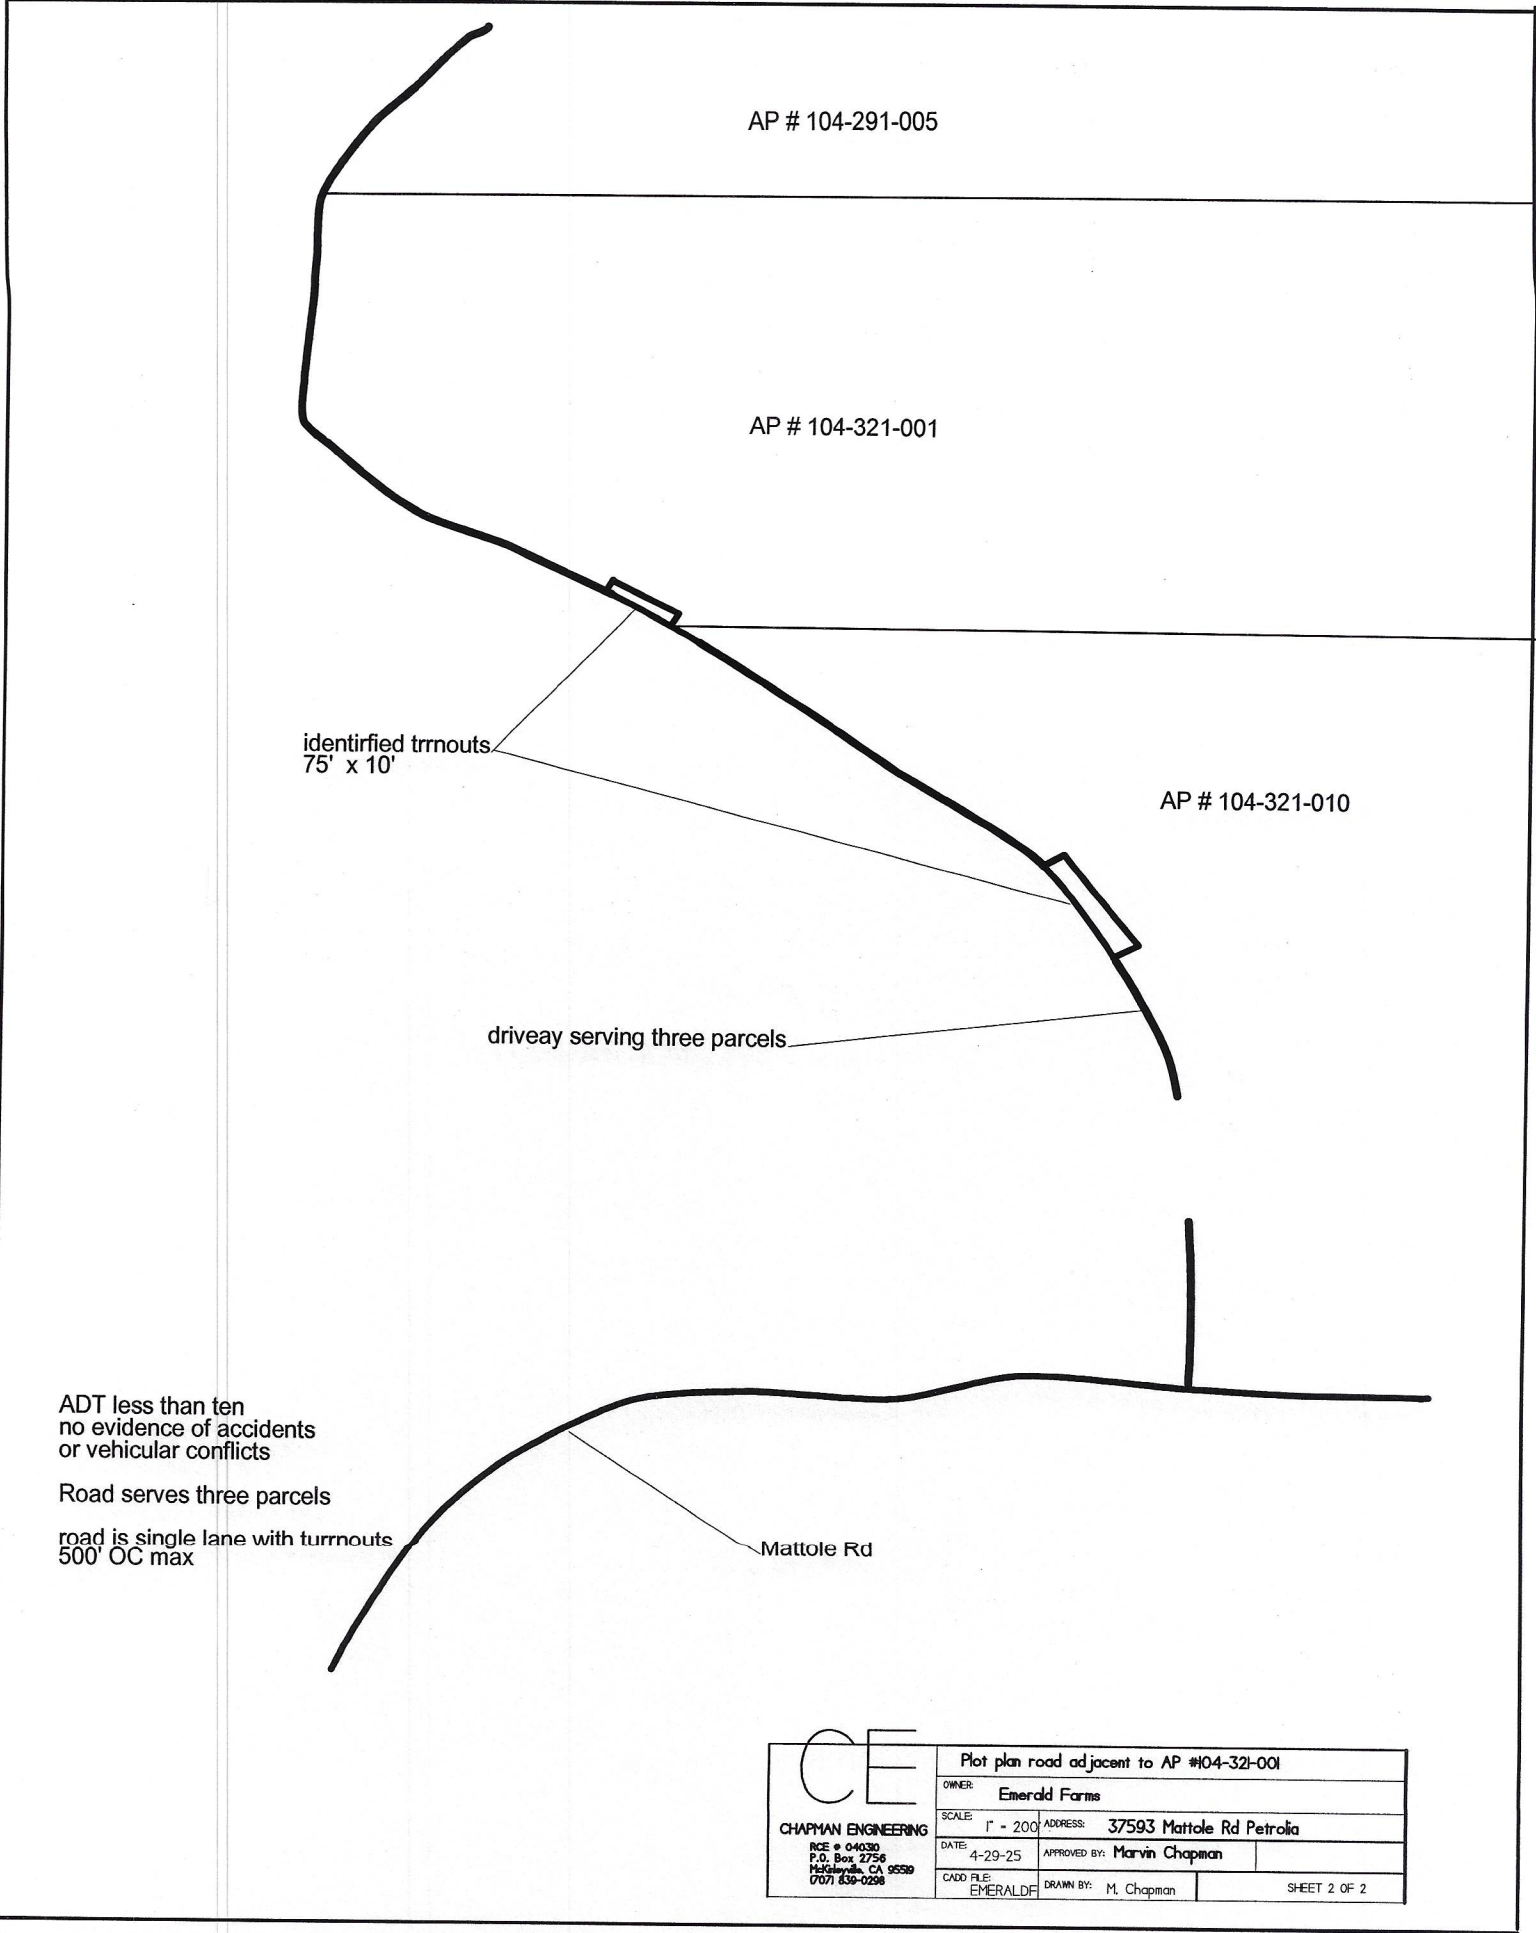 AP # 104-291-005
AP # 104-321-001
identirfied trrnouts
75' x 10'
AP # 104-321-010
driveay serving three parcels
ADT less than ten
no evidence of accidents
or vehicular conflicts
Road serves three parcels
road is single lane with turrnouts
500' OC max
Mattole Rd
CE
CHAPMAN ENGINEERING
RCE # 040310
P.O. Box 2756
McKinleyville, CA 95519
(707) 839-0298
Plot plan road adjacent to AP #104-321-001
OWNER: Emerald Farms
SCALE: 1" = 200' ADDRESS: 37593 Mattole Rd Petrolia
DATE: 4-29-25 APPROVED BY: Marvin Chapman
CADD FILE: EMERALDF DRAWN BY: M. Chapman SHEET 2 OF 2